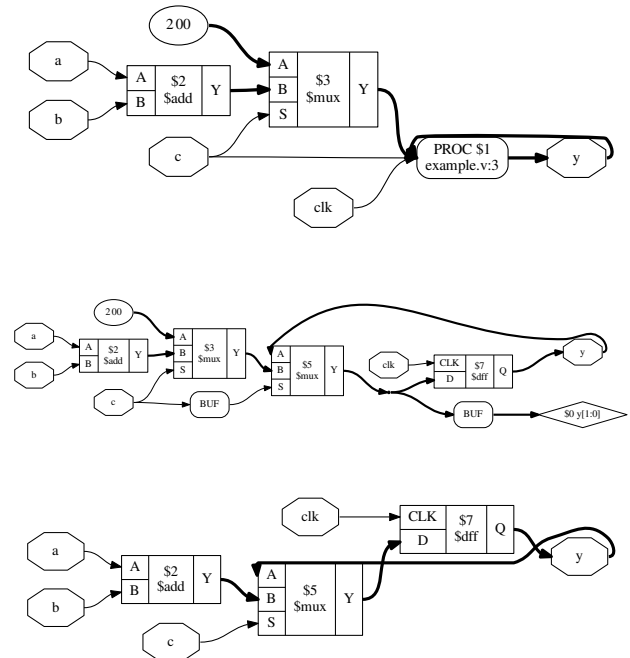 200
a
A
$2
$add
Y
B
b
A
B
S
$3
$mux
Y
c
clk
PROC $1
example.v:3
y
200
a
A
B
$2
$add
Y
b
A
B
S
$3
$mux
Y
c
BUF
A
B
S
$5
$mux
Y
clk
CLK
D
$7
$dff
Q
y
BUF
$0 y[1:0]
clk
CLK
D
$7
$dff
Q
a
A
B
$2
$add
Y
b
A
B
S
$5
$mux
Y
c
y